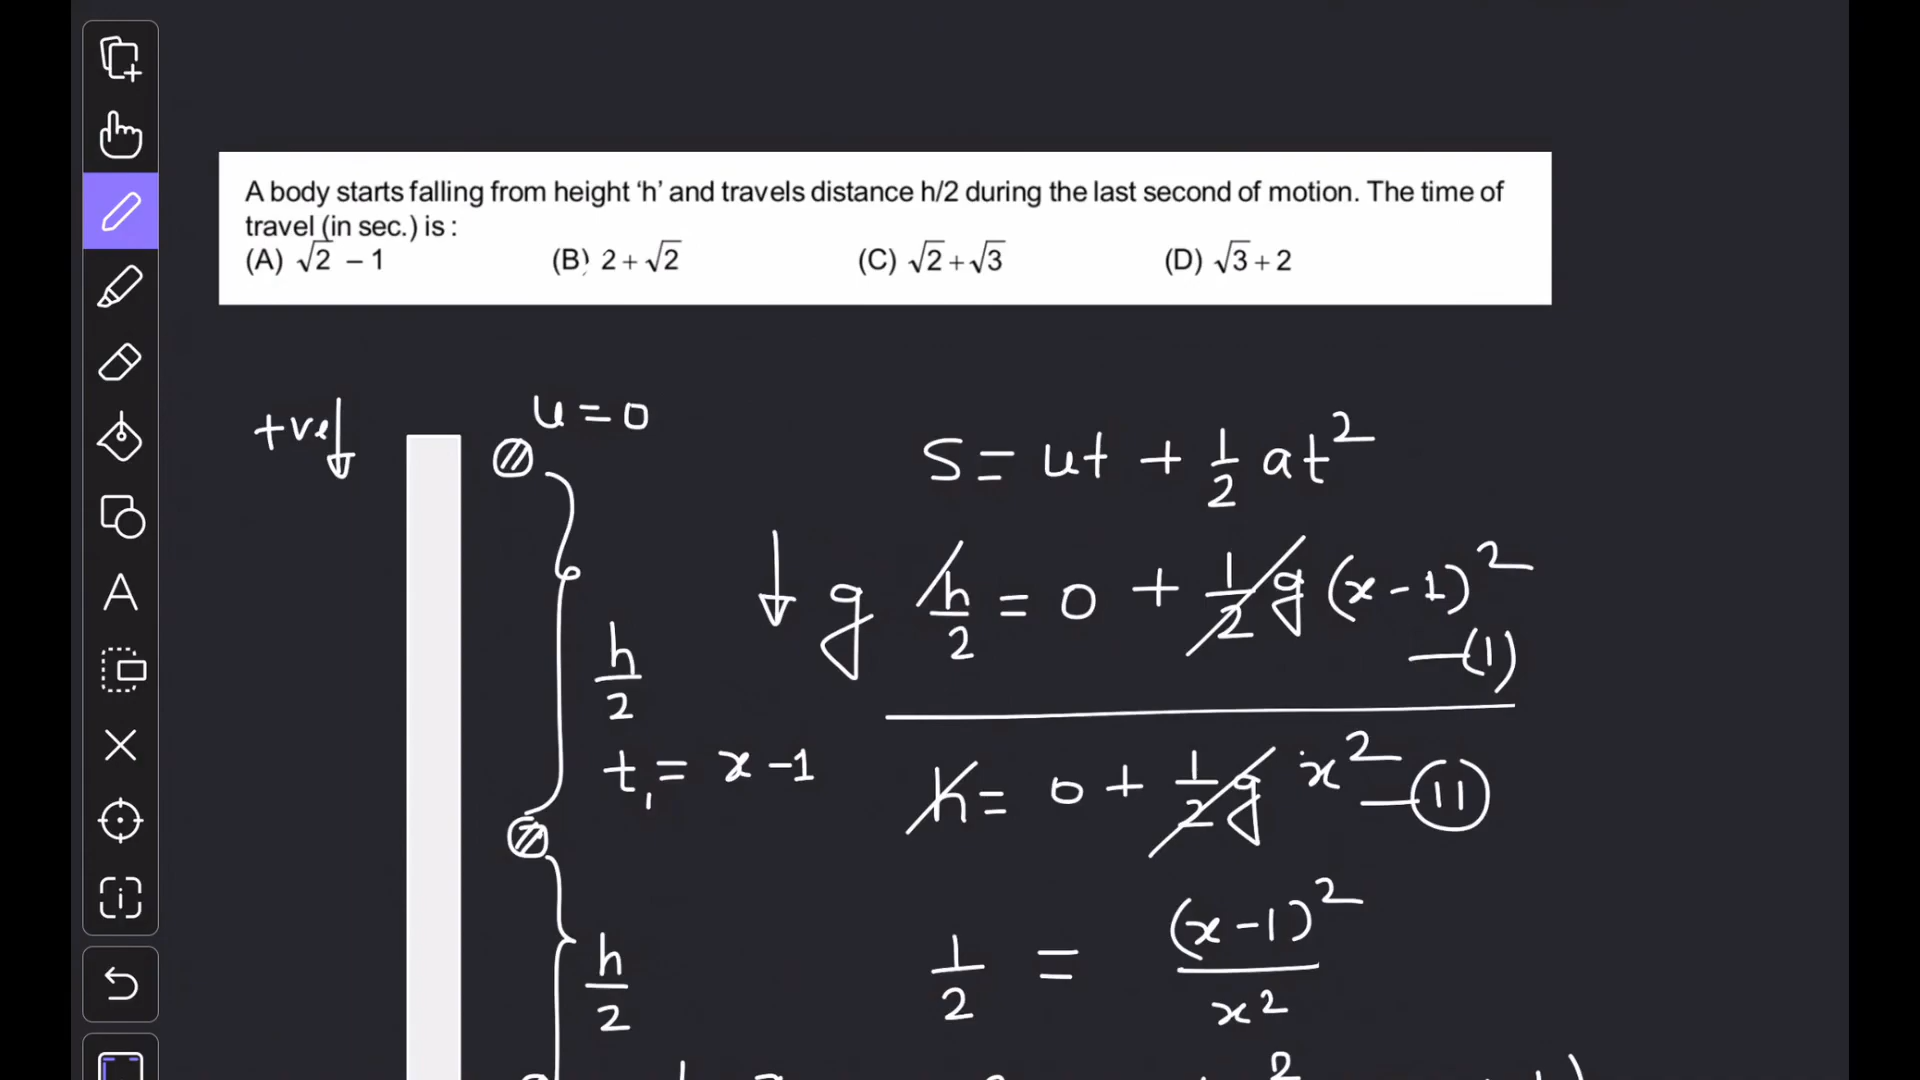 A body starts falling from height ‘h’ and travels distance h/2 during the last second of motion. The time of
travel (in sec.) is :
(A) √2 − 1 (B) 2 + √2 (C) √2 + √3 (D) √3 + 2
+ve↓
u = 0
S = ut + 1/2 at²
↓ g
h/2 = 0 + 1/2 g (x - 1)² —(1)
h/2
t₁ = x - 1
h = 0 + 1/2 g x² —(11)
1/2 = (x - 1)²/x²
h/2
A